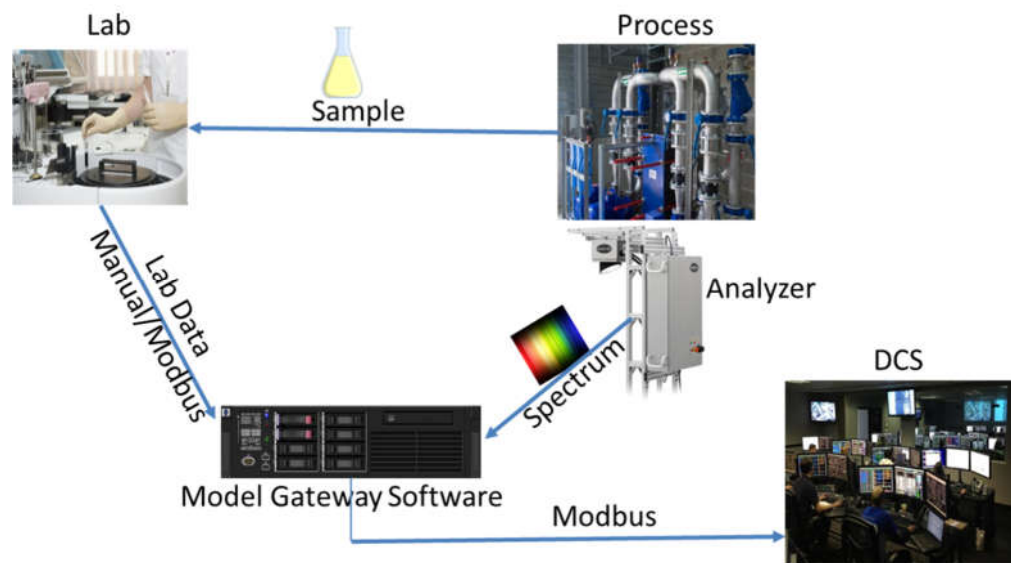 Lab
Process
Sample
Lab Data
Manual/Modbus
Analyzer
Spectrum
DCS
Model Gateway Software
Modbus